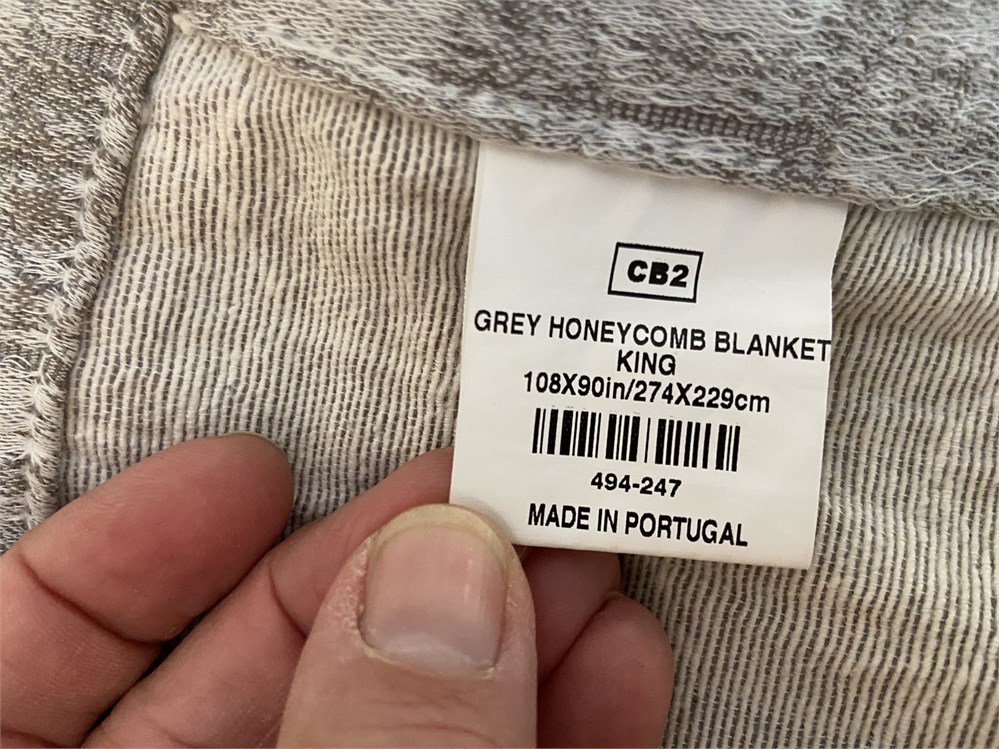 CB2
GREY HONEYCOMB BLANKET
KING
108X90in/274X229cm
494-247
MADE IN PORTUGAL